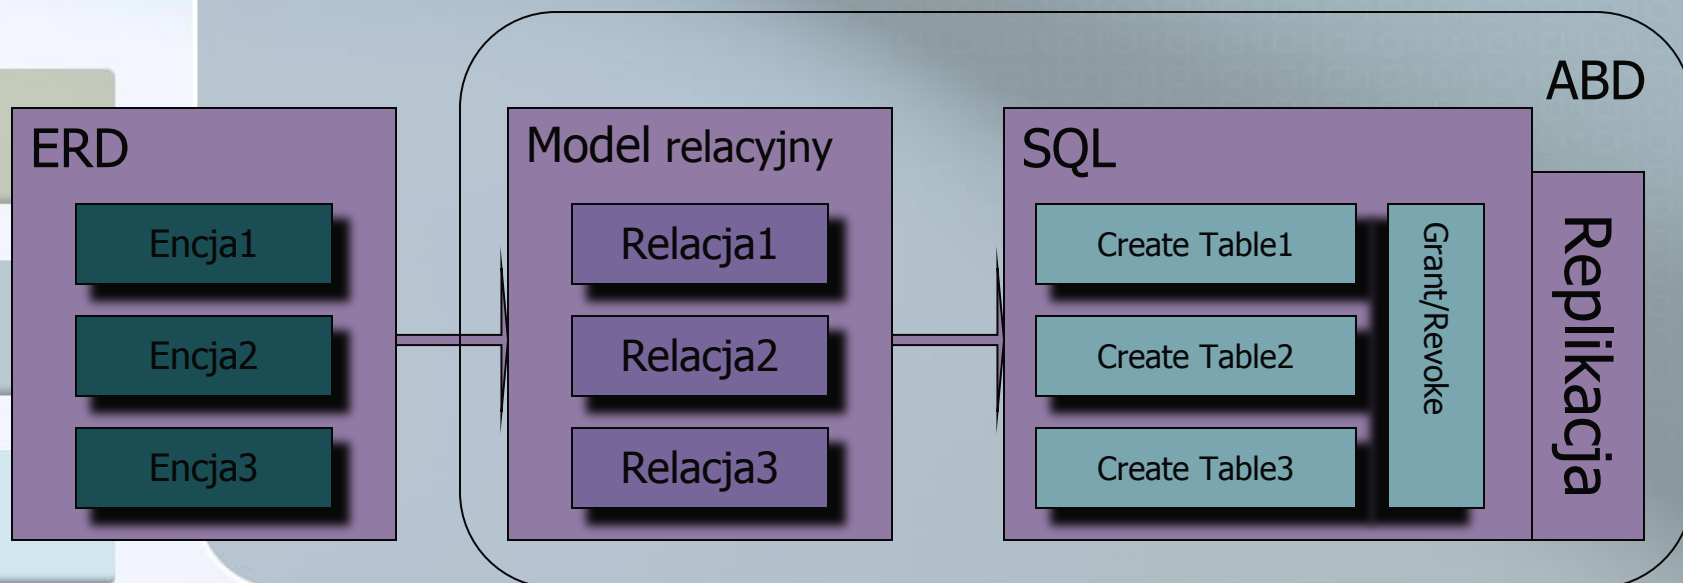 ABD
ERD
Encja1
Encja2
Encja3
Model relacyjny
Relacja1
Relacja2
Relacja3
SQL
Create Table1
Create Table2
Create Table3
Grant/Revoke
Replikacja